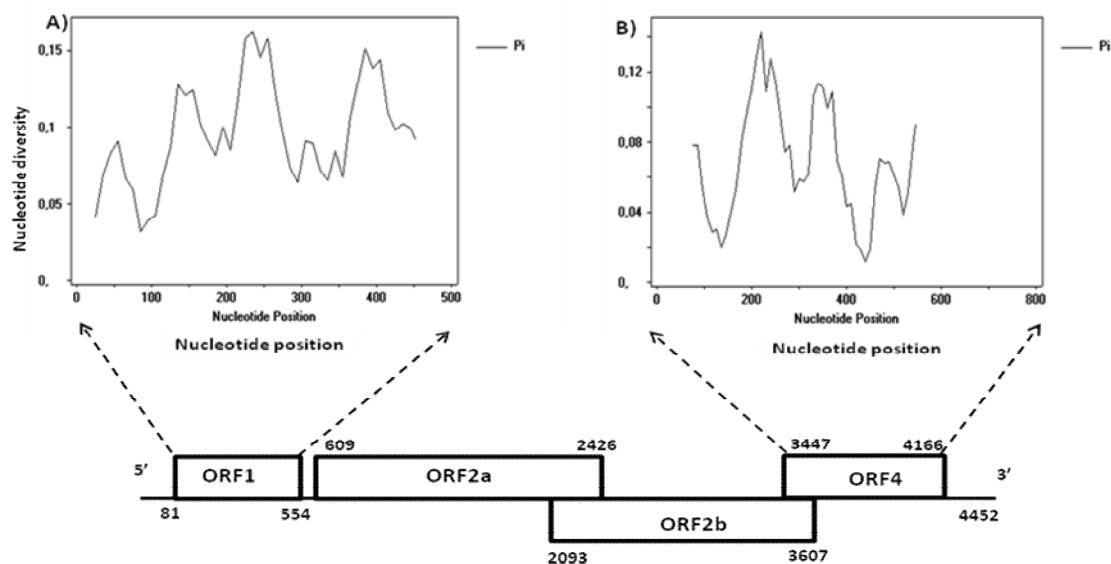 A)
0,15
0,1
0,05
0,
Nucleotide diversity
Pi
0 100 200 300 400 500
Nucleotide Position
Nucleotide position
B)
0,12
0,08
0,04
0,
Pi
0 200 400 600 800
Nucleotide Position
Nucleotide position
5' 609 2426 3447 4166 3'
ORF1 ORF2a ORF4
81 554 ORF2b 4452
2093 3607